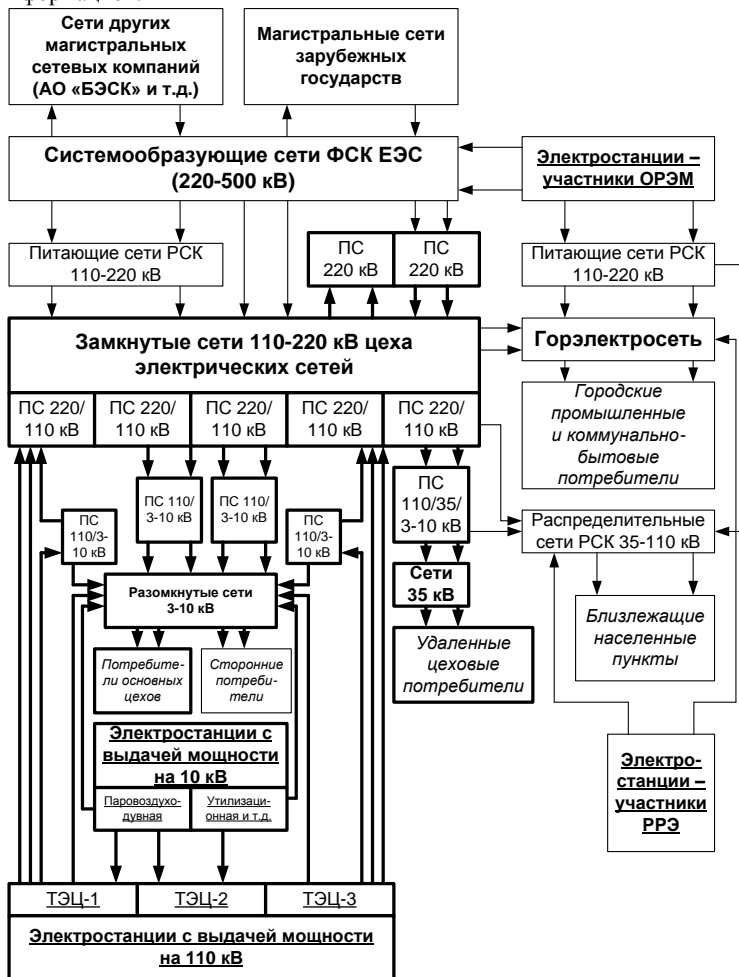 Сети других
магистральных
сетевых компаний
(АО «БЭСК» и т.д.)
Магистральные сети
зарубежных
государств
Системообразующие сети ФСК ЕЭС
(220-500 кВ)
Электростанции –
участники ОРЭМ
Питающие сети РСК
110-220 кВ
ПС
220 кВ
ПС
220 кВ
Питающие сети РСК
110-220 кВ
Замкнутые сети 110-220 кВ цеха
электрических сетей
Горэлектросеть
ПС 220/
110 кВ
ПС 220/
110 кВ
ПС 220/
110 кВ
ПС 220/
110 кВ
ПС 220/
110 кВ
Городские
промышленные
и коммунально-
бытовые
потребители
ПС
110/3-
10 кВ
ПС 110/
3-10 кВ
ПС 110/
3-10 кВ
ПС
110/3-
10 кВ
ПС
110/35/
3-10 кВ
Распределительные
сети РСК 35-110 кВ
Разомкнутые сети
3-10 кВ
Сети
35 кВ
Близлежащие
населенные
пункты
Потребите-
ли основных
цехов
Сторонние
потреби-
тели
Удаленные
цеховые
потребители
Электростанции с
выдачей мощности
на 10 кВ
Паровоздухо-
дувная
Утилизаци-
онная и т.д.
Электро-
станции –
участники
РРЭ
ТЭЦ-1
ТЭЦ-2
ТЭЦ-3
Электростанции с выдачей мощности
на 110 кВ